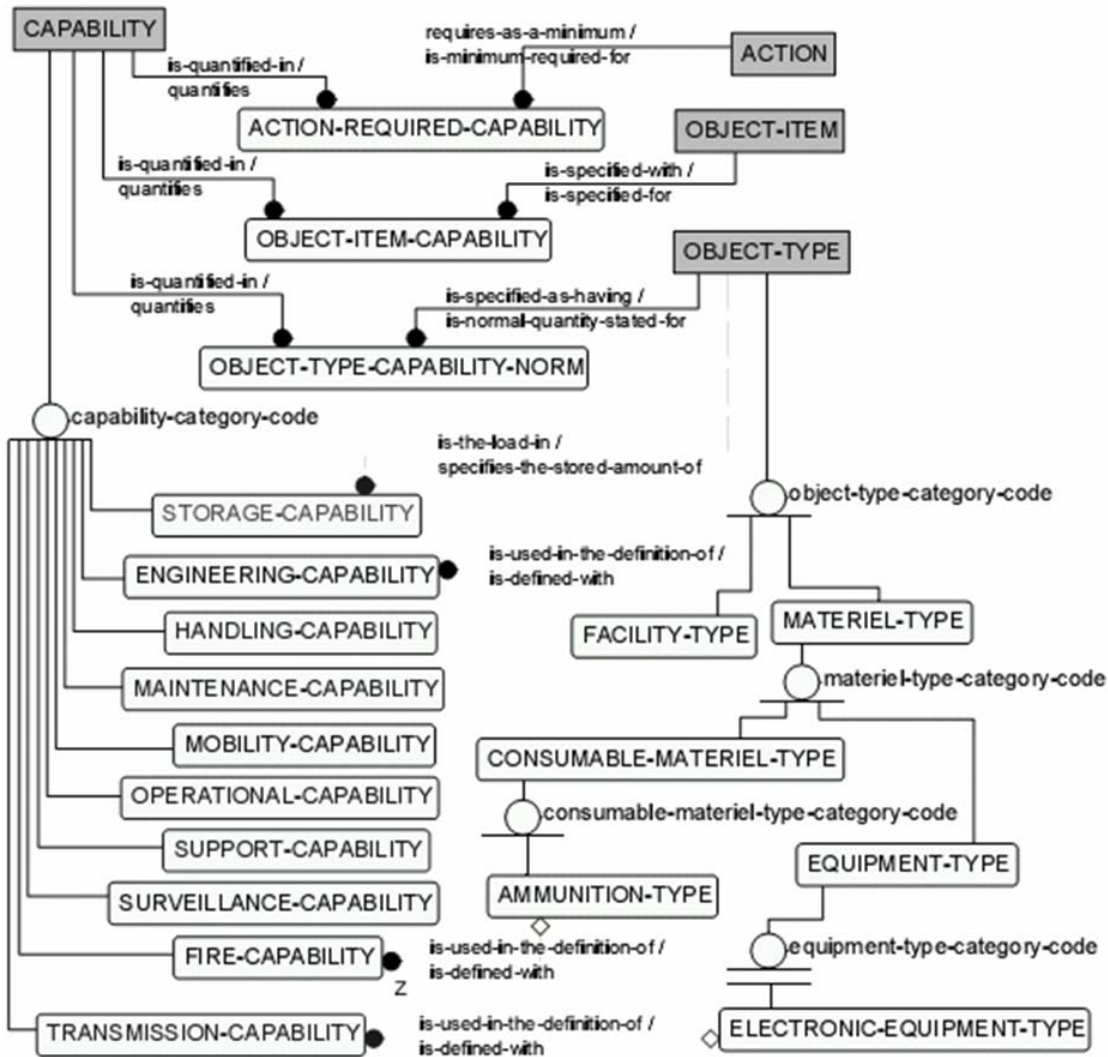 CAPABILITY
requires-as-a-minimum /
is-minimum-required-for
ACTION
is-quantified-in /
quantifies
ACTION-REQUIRED-CAPABILITY
OBJECT-ITEM
is-quantified-in /
quantifies
is-specified-with /
is-specified-for
OBJECT-ITEM-CAPABILITY
OBJECT-TYPE
is-quantified-in /
quantifies
is-specified-as-having /
is-normal-quantity-stated-for
OBJECT-TYPE-CAPABILITY-NORM
capability-category-code
is-the-load-in /
specifies-the-stored-amount-of
object-type-category-code
STORAGE-CAPABILITY
ENGINEERING-CAPABILITY
is-used-in-the-definition-of /
is-defined-with
HANDLING-CAPABILITY
FACILITY-TYPE
MATERIEL-TYPE
MAINTENANCE-CAPABILITY
materiel-type-category-code
MOBILITY-CAPABILITY
CONSUMABLE-MATERIEL-TYPE
OPERATIONAL-CAPABILITY
consumable-materiel-type-category-code
SUPPORT-CAPABILITY
EQUIPMENT-TYPE
SURVEILLANCE-CAPABILITY
AMMUNITION-TYPE
FIRE-CAPABILITY
Z
is-used-in-the-definition-of /
is-defined-with
equipment-type-category-code
TRANSMISSION-CAPABILITY
is-used-in-the-definition-of /
is-defined-with
ELECTRONIC-EQUIPMENT-TYPE